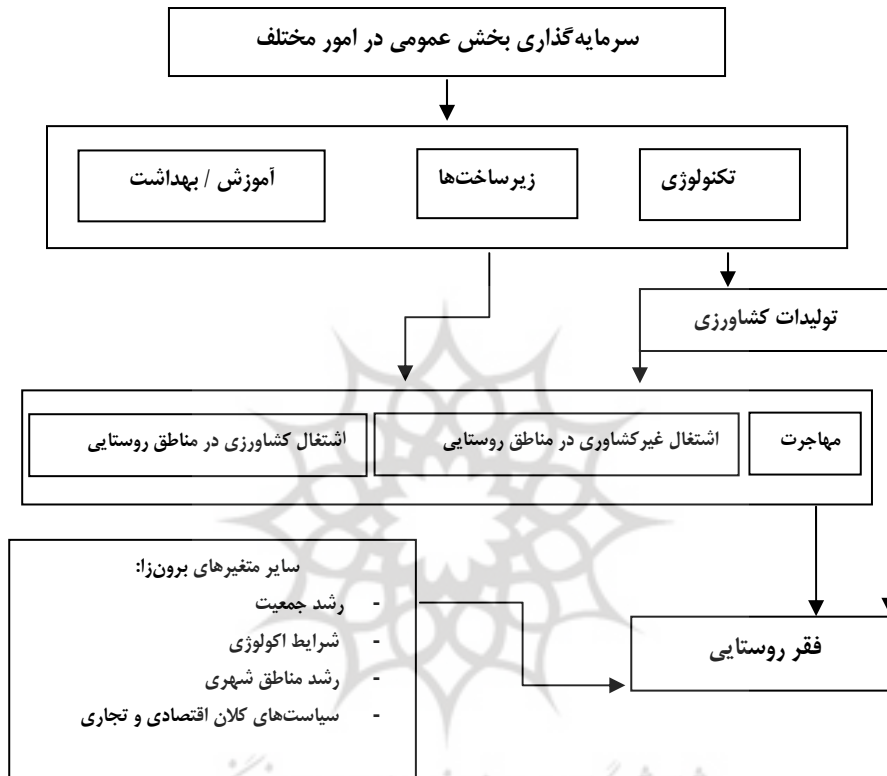 سرمایه‌گذاری بخش عمومی در امور مختلف
تکنولوژی
زیرساخت‌ها
آموزش / بهداشت
تولیدات کشاورزی
مهاجرت
اشتغال غیرکشاوری در مناطق روستایی
اشتغال کشاورزی در مناطق روستایی
سایر متغیرهای برون‌زا:
- رشد جمعیت
- شرایط اکولوژی
- رشد مناطق شهری
- سیاست‌های کلان اقتصادی و تجاری
فقر روستایی